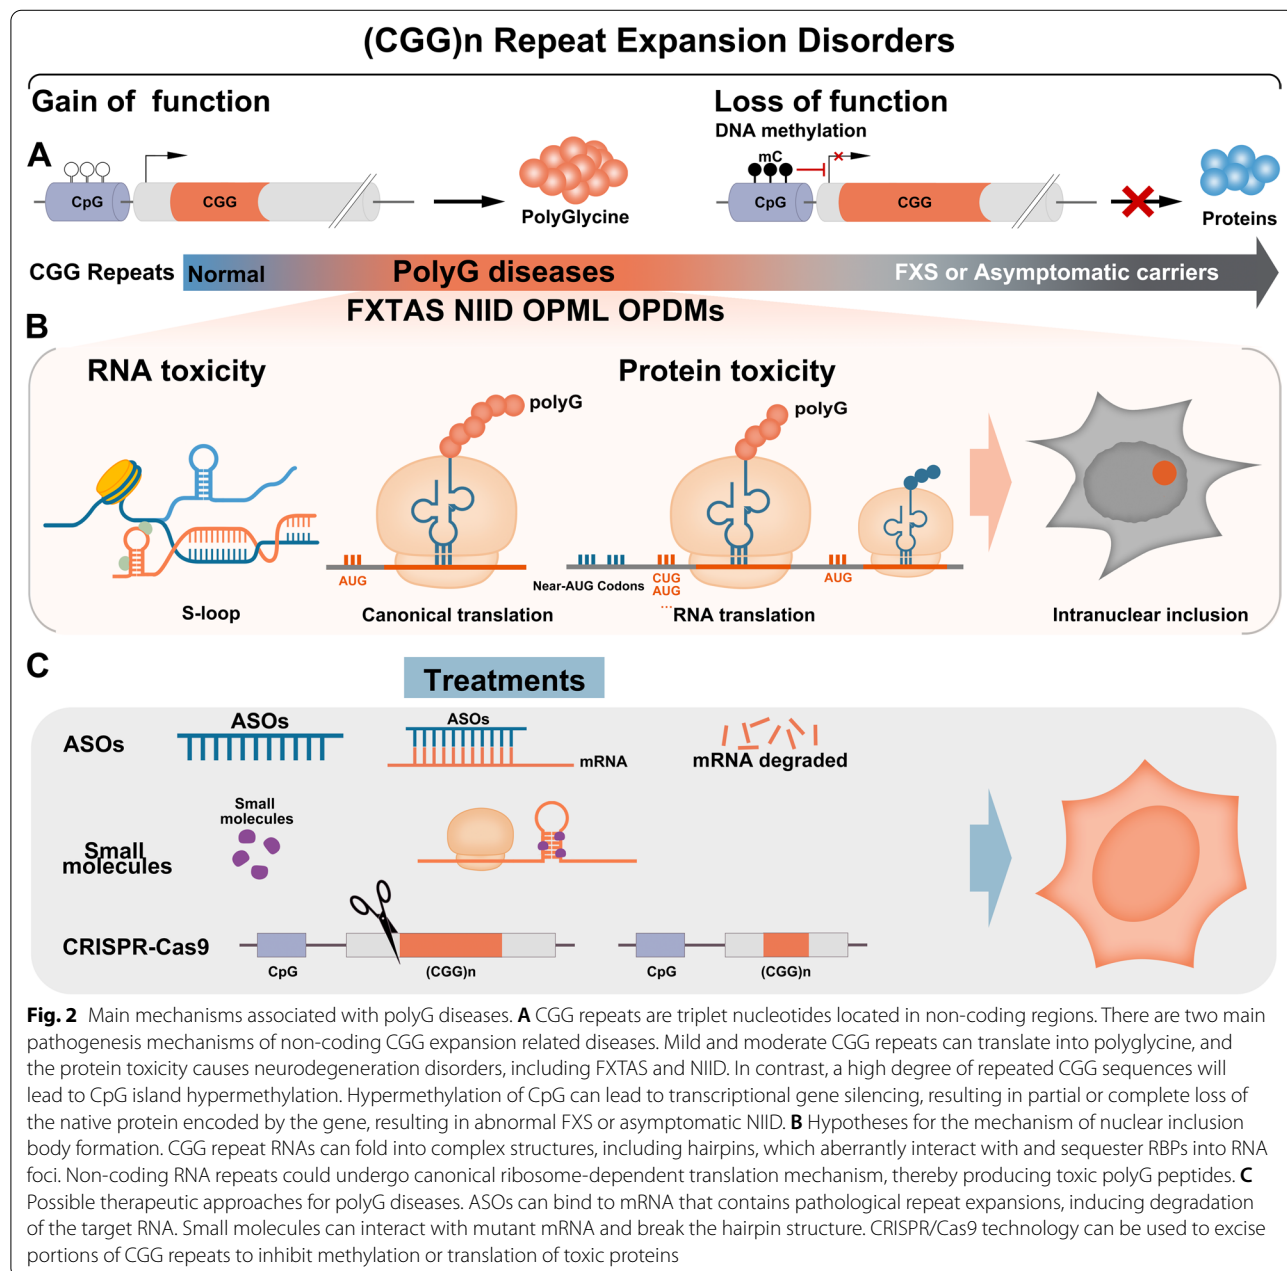 (CGG)n Repeat Expansion Disorders
Gain of function
Loss of function
DNA methylation
A
mC
CpG
CGG
PolyGlycine
CpG
CGG
Proteins
CGG Repeats
Normal
PolyG diseases
FXS or Asymptomatic carriers
FXTAS NIID OPML OPDMs
B
RNA toxicity
Protein toxicity
polyG
polyG
AUG
Near-AUG Codons
CUG
AUG
...
AUG
S-loop
Canonical translation
RNA translation
Intranuclear inclusion
C
Treatments
ASOs
ASOs
ASOs
mRNA
mRNA degraded
Small
molecules
Small
molecules
CRISPR-Cas9
CpG
(CGG)n
CpG
(CGG)n
Fig. 2 Main mechanisms associated with polyG diseases. A CGG repeats are triplet nucleotides located in non-coding regions. There are two main
pathogenesis mechanisms of non-coding CGG expansion related diseases. Mild and moderate CGG repeats can translate into polyglycine, and
the protein toxicity causes neurodegeneration disorders, including FXTAS and NIID. In contrast, a high degree of repeated CGG sequences will
lead to CpG island hypermethylation. Hypermethylation of CpG can lead to transcriptional gene silencing, resulting in partial or complete loss of
the native protein encoded by the gene, resulting in abnormal FXS or asymptomatic NIID. B Hypotheses for the mechanism of nuclear inclusion
body formation. CGG repeat RNAs can fold into complex structures, including hairpins, which aberrantly interact with and sequester RBPs into RNA
foci. Non-coding RNA repeats could undergo canonical ribosome-dependent translation mechanism, thereby producing toxic polyG peptides. C
Possible therapeutic approaches for polyG diseases. ASOs can bind to mRNA that contains pathological repeat expansions, inducing degradation
of the target RNA. Small molecules can interact with mutant mRNA and break the hairpin structure. CRISPR/Cas9 technology can be used to excise
portions of CGG repeats to inhibit methylation or translation of toxic proteins